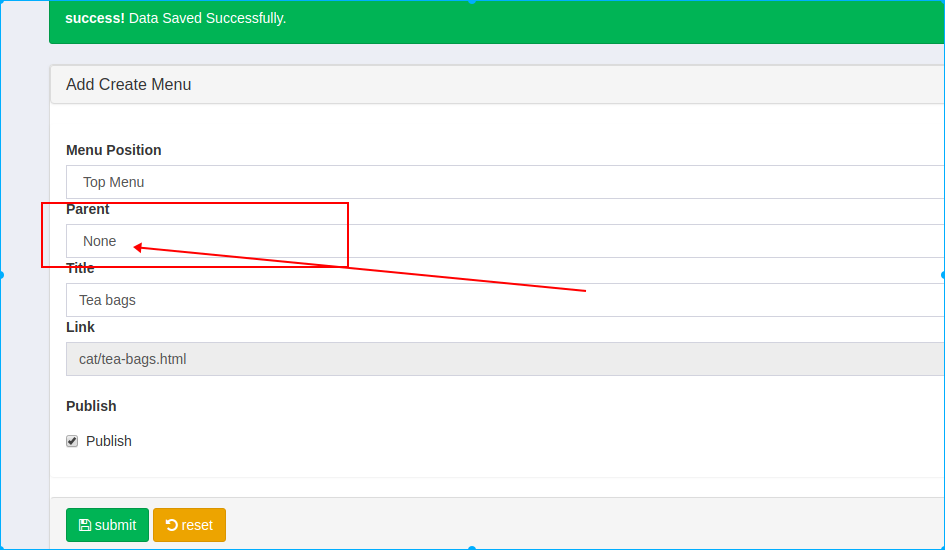 success! Data Saved Successfully.
Add Create Menu
Menu Position
Top Menu
Parent
None
Title
Tea bags
Link
cat/tea-bags.html
Publish
Publish
submit reset